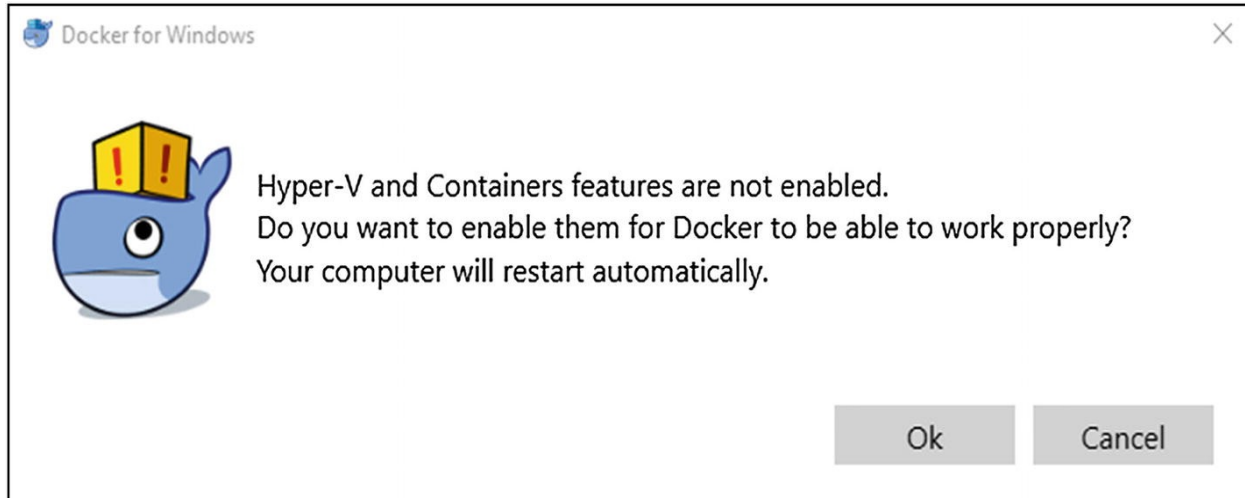 Docker for Windows
Hyper-V and Containers features are not enabled.
Do you want to enable them for Docker to be able to work properly?
Your computer will restart automatically.
Ok
Cancel